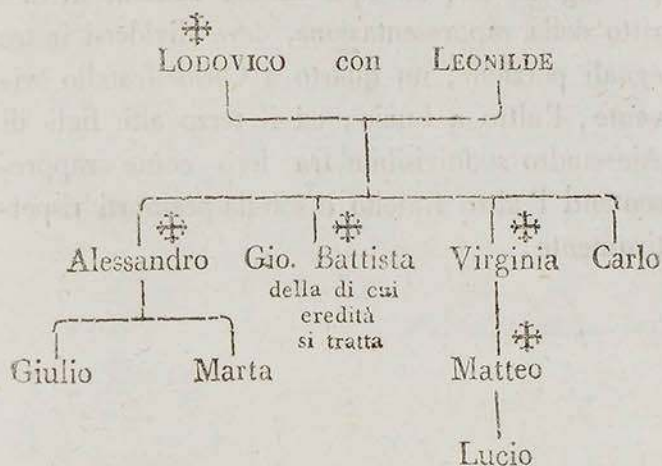 LODOVICO con LEONILDE
Alessandro Gio. Battista Virginia Carlo
della di cui
eredità
si tratta
Giulio Marta Matteo
Lucio